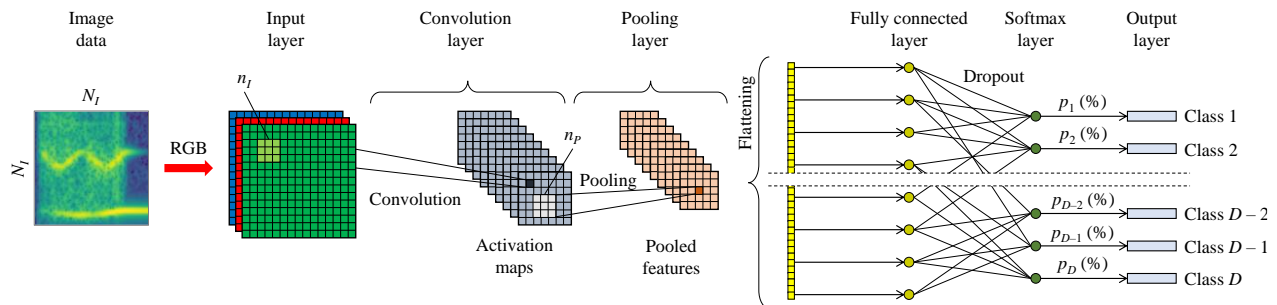 Image
data
Input
layer
Convolution
layer
Pooling
layer
Fully connected
layer
Softmax
layer
Output
layer
N_I
N_I
RGB
n_I
Convolution
Activation
maps
n_P
Pooling
Pooled
features
Flattening
Dropout
p_1 (%)
Class 1
p_2 (%)
Class 2
p_{D–2} (%)
Class D – 2
p_{D–1} (%)
Class D – 1
p_D (%)
Class D